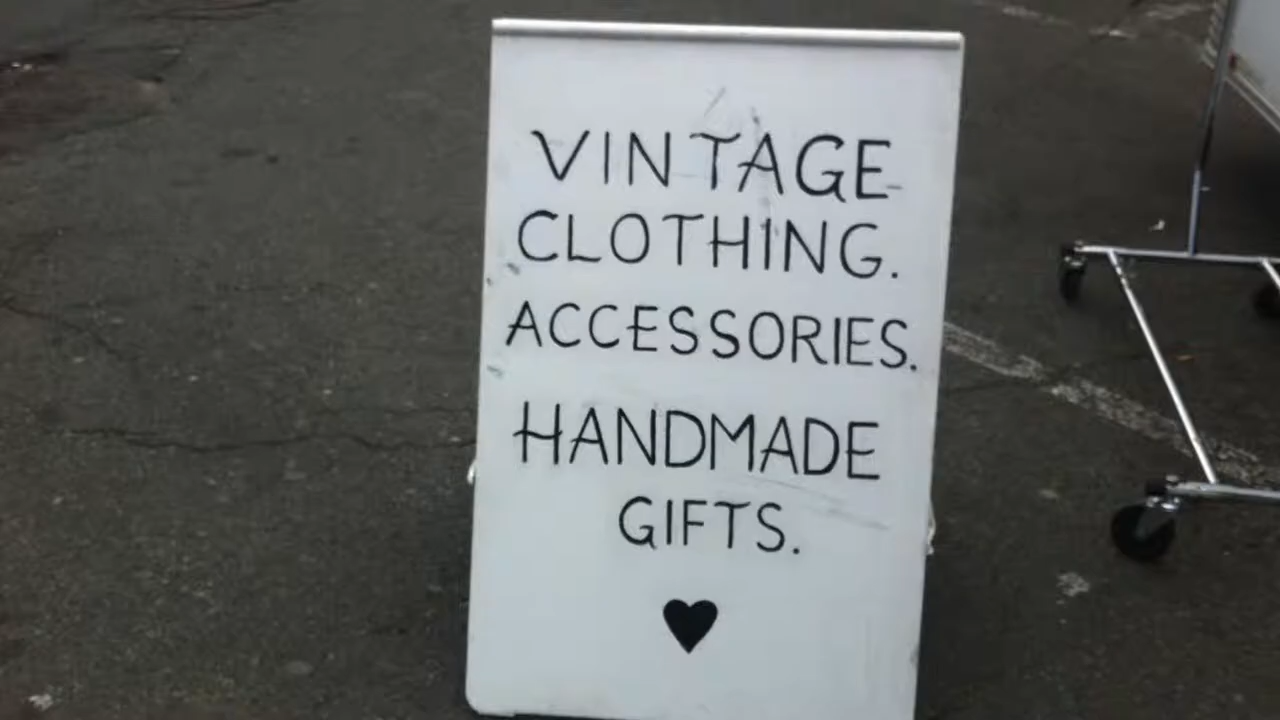 VINTAGE
CLOTHING.
ACCESSORIES.
HANDMADE
GIFTS.